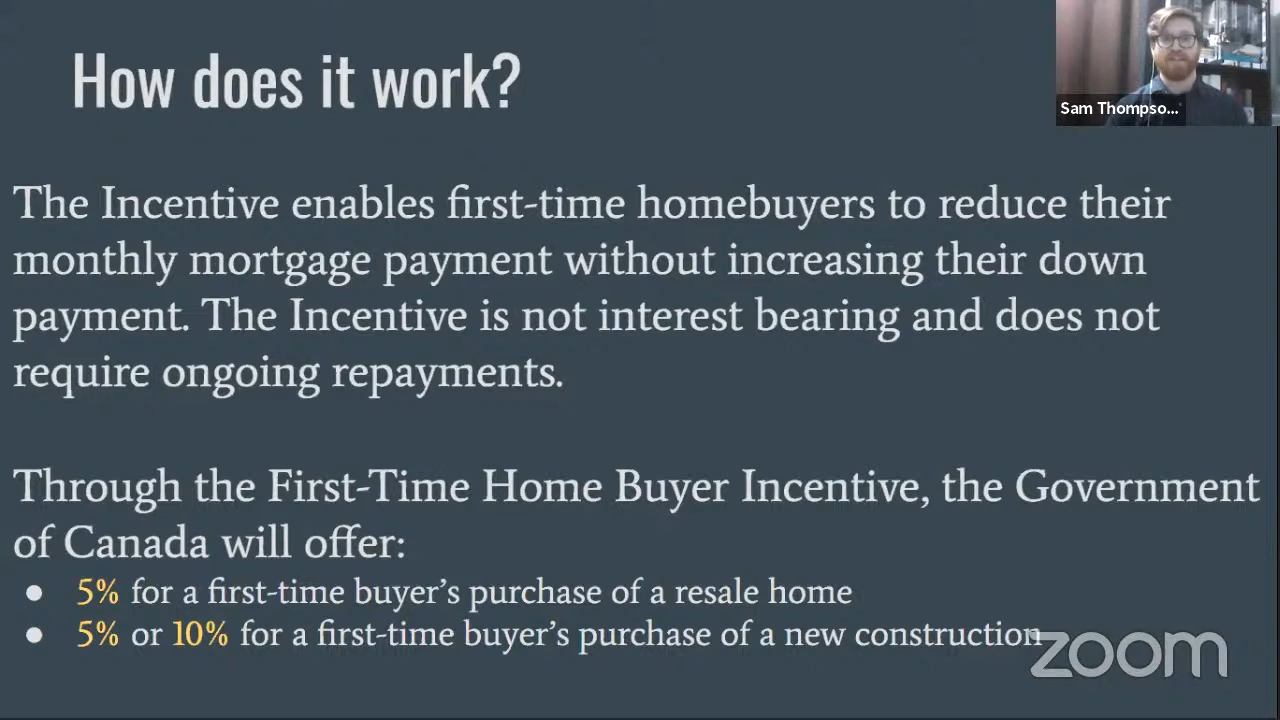 How does it work?
Sam Thompso...
The Incentive enables first-time homebuyers to reduce their
monthly mortgage payment without increasing their down
payment. The Incentive is not interest bearing and does not
require ongoing repayments.
Through the First-Time Home Buyer Incentive, the Government
of Canada will offer:
● 5% for a first-time buyer’s purchase of a resale home
● 5% or 10% for a first-time buyer’s purchase of a new construction
zoom